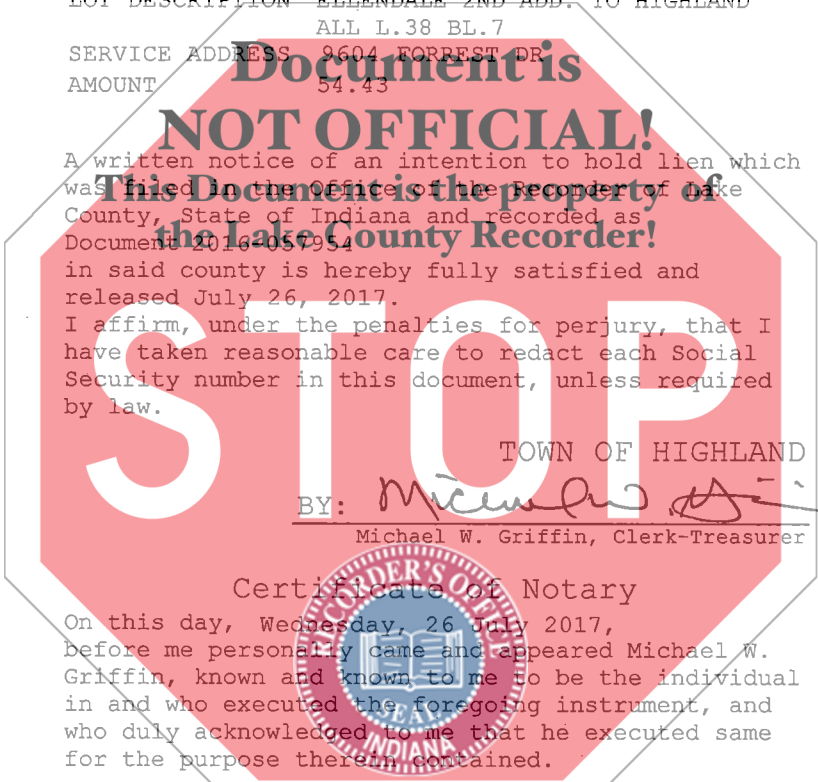 LOT DESCRIPTION ELLENDALE 2ND ADD. TO HIGHLAND
ALL L.38 BL.7
SERVICE ADDRESS 9604 FORREST DR
AMOUNT 54.43
Document is
NOT OFFICIAL!
This Document is the property of
the Lake County Recorder!
A written notice of an intention to hold lien which
was filed in the Office of the Recorder of Lake
County, State of Indiana and recorded as
Document 2016-057954
in said county is hereby fully satisfied and
released July 26, 2017.
I affirm, under the penalties for perjury, that I
have taken reasonable care to redact each Social
Security number in this document, unless required
by law.
STOP
TOWN OF HIGHLAND
BY:
Michael W. Griffin, Clerk-Treasurer
Certificate of Notary
On this day, Wednesday, 26 July 2017,
before me personally came and appeared Michael W.
Griffin, known and known to me to be the individual
in and who executed the foregoing instrument, and
who duly acknowledged to me that he executed same
for the purpose therein contained.
RECORDER'S OFFICE
SEAL
INDIANA